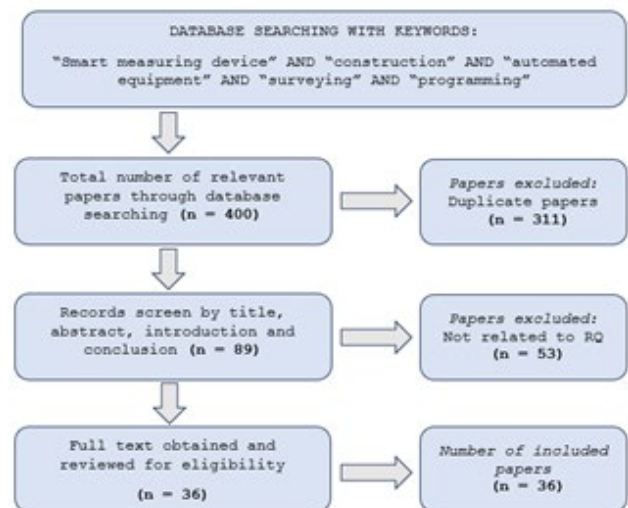 DATABASE SEARCHING WITH KEYWORDS:
“Smart measuring device” AND “construction” AND “automated
equipment” AND “surveying” AND “programming”
Total number of relevant
papers through database
searching (n = 400)
Papers excluded:
Duplicate papers
(n = 311)
Records screen by title,
abstract, introduction and
conclusion (n = 89)
Papers excluded:
Not related to RQ
(n = 53)
Full text obtained and
reviewed for eligibility
(n = 36)
Number of included
papers
(n = 36)